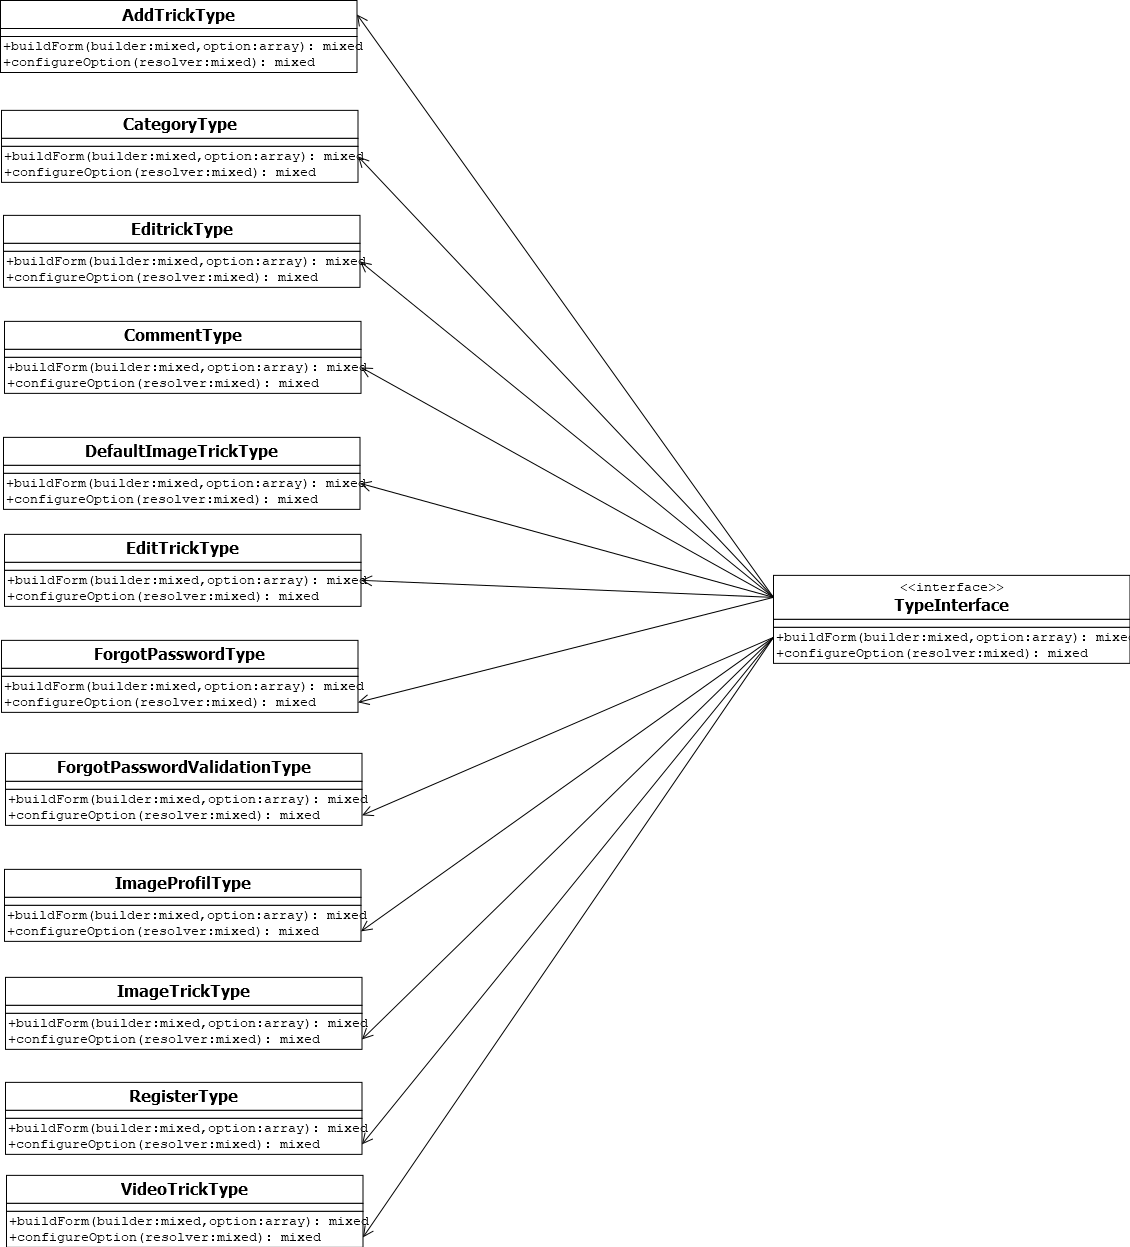 AddTrickType
+buildForm(builder:mixed,option:array): mixed
+configureOption(resolver:mixed): mixed
CategoryType
+buildForm(builder:mixed,option:array): mixed
+configureOption(resolver:mixed): mixed
EditrickType
+buildForm(builder:mixed,option:array): mixed
+configureOption(resolver:mixed): mixed
CommentType
+buildForm(builder:mixed,option:array): mixed
+configureOption(resolver:mixed): mixed
DefaultImageTrickType
+buildForm(builder:mixed,option:array): mixed
+configureOption(resolver:mixed): mixed
EditTrickType
+buildForm(builder:mixed,option:array): mixed
+configureOption(resolver:mixed): mixed
<<interface>>
TypeInterface
+buildForm(builder:mixed,option:array): mixed
+configureOption(resolver:mixed): mixed
ForgotPasswordType
+buildForm(builder:mixed,option:array): mixed
+configureOption(resolver:mixed): mixed
ForgotPasswordValidationType
+buildForm(builder:mixed,option:array): mixed
+configureOption(resolver:mixed): mixed
ImageProfilType
+buildForm(builder:mixed,option:array): mixed
+configureOption(resolver:mixed): mixed
ImageTrickType
+buildForm(builder:mixed,option:array): mixed
+configureOption(resolver:mixed): mixed
RegisterType
+buildForm(builder:mixed,option:array): mixed
+configureOption(resolver:mixed): mixed
VideoTrickType
+buildForm(builder:mixed,option:array): mixed
+configureOption(resolver:mixed): mixed